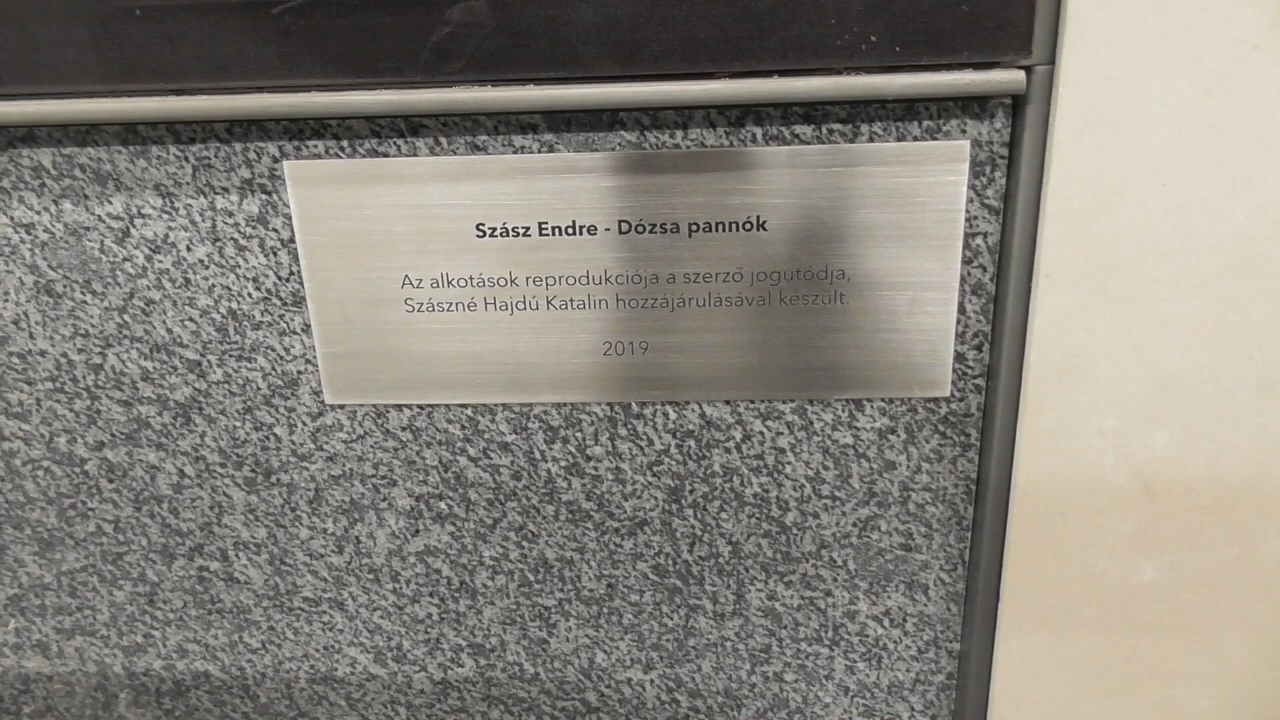 Szász Endre - Dózsa pannók
Az alkotások reprodukciója a szerző jogutódja,
Szászné Hajdú Katalin hozzájárulásával készült.
2019